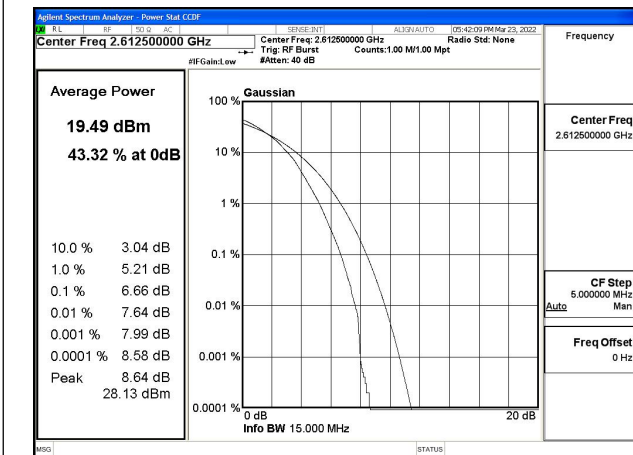 Agilent Spectrum Analyzer - Power Stat CCDF
RL RF 50 Ω AC SENSE:INT ALIGN AUTO 05:42:09 PM Mar 23, 2022
Center Freq 2.612500000 GHz
Center Freq: 2.612500000 GHz Radio Std: None
Trig: RF Burst Counts:1.00 M/1.00 Mpt
#IFGain:Low #Atten: 40 dB
Frequency
Average Power
19.49 dBm
43.32 % at 0dB
10.0 % 3.04 dB
1.0 % 5.21 dB
0.1 % 6.66 dB
0.01 % 7.64 dB
0.001 % 7.99 dB
0.0001 % 8.58 dB
Peak 8.64 dB
28.13 dBm
Gaussian
100 %
10 %
1 %
0.1 %
0.01 %
0.001 %
0.0001 %
0 dB 20 dB
Info BW 15.000 MHz
Center Freq
2.612500000 GHz
CF Step
5.000000 MHz
Auto Man
Freq Offset
0 Hz
MSG STATUS